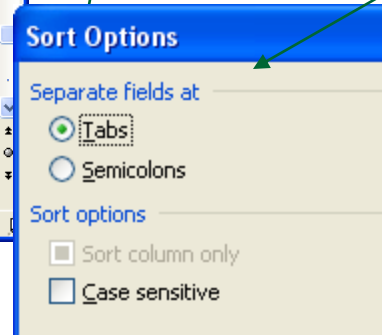 Sort Options
Separate fields at
Tabs
Semicolons
Sort options
Sort column only
Case sensitive